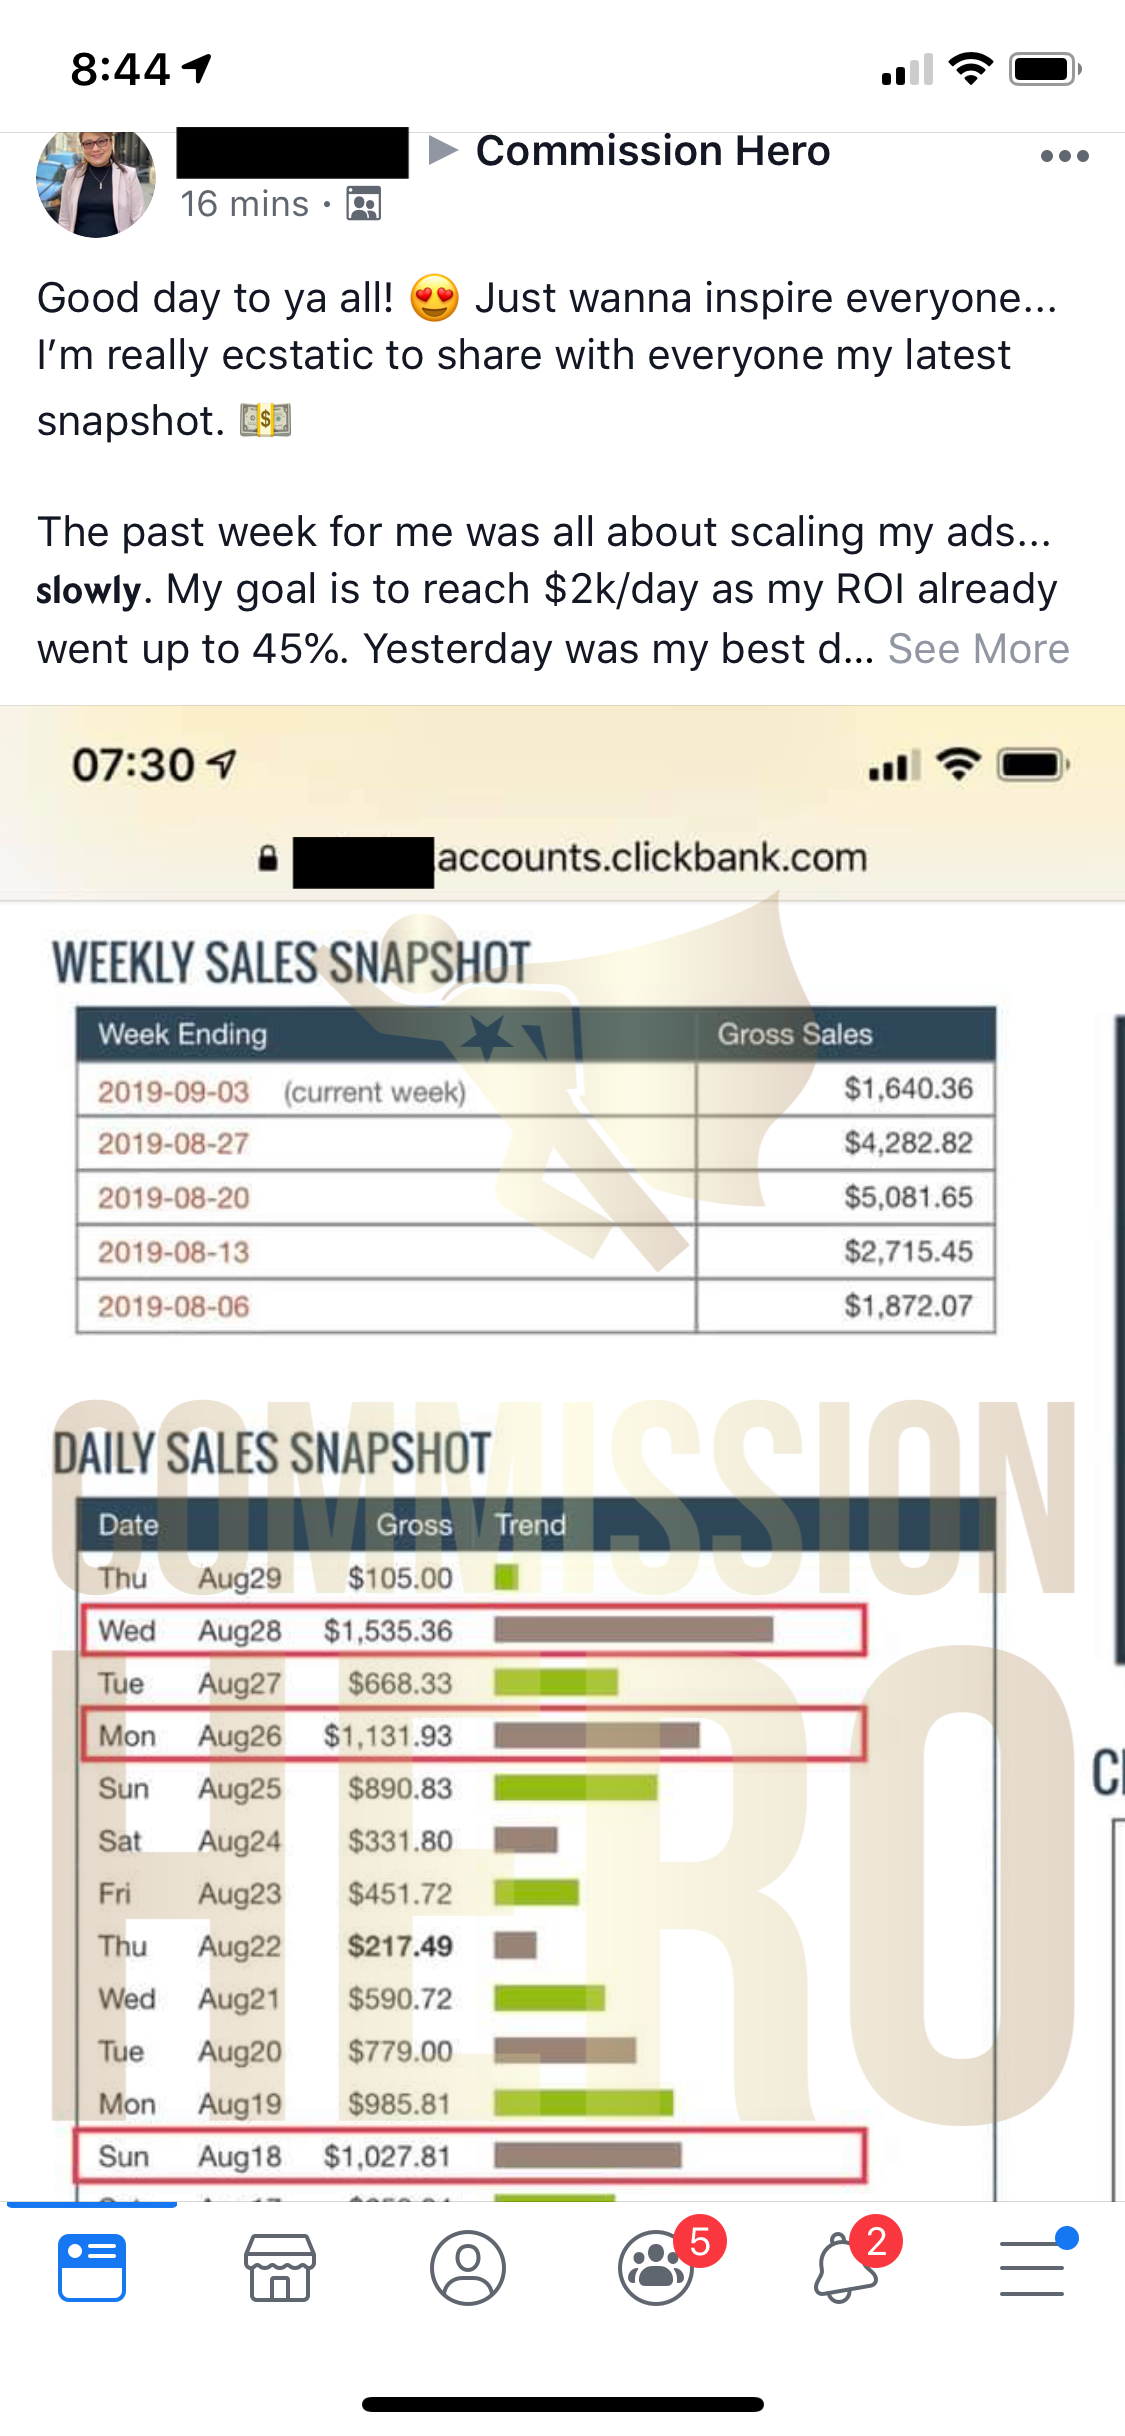 8:44
Commission Hero
16 mins ·
Good day to ya all! 😍 Just wanna inspire everyone...
I'm really ecstatic to share with everyone my latest
snapshot. 💵
The past week for me was all about scaling my ads...
slowly. My goal is to reach $2k/day as my ROI already
went up to 45%. Yesterday was my best d... See More
07:30
accounts.clickbank.com
WEEKLY SALES SNAPSHOT
Week Ending Gross Sales
2019-09-03 (current week) $1,640.36
2019-08-27 $4,282.82
2019-08-20 $5,081.65
2019-08-13 $2,715.45
2019-08-06 $1,872.07
COMMISSION
DAILY SALES SNAPSHOT
Date Gross Trend
Thu Aug29 $105.00
Wed Aug28 $1,535.36
HERO
Tue Aug27 $668.33
Mon Aug26 $1,131.93
Sun Aug25 $890.83
Sat Aug24 $331.80
Fri Aug23 $451.72
Thu Aug22 $217.49
Wed Aug21 $590.72
Tue Aug20 $779.00
Mon Aug19 $985.81
Sun Aug18 $1,027.81
5
2